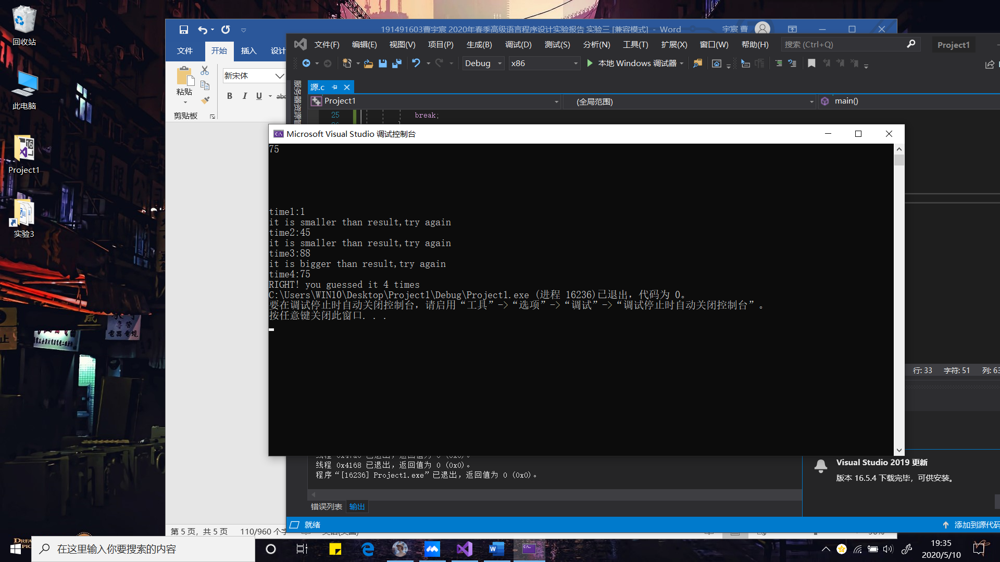 回收站
此电脑
Project1
实验3
191491603曹宇宸 2020年春季高级语言程序设计实验报告 实验三 [兼容模式] - Word
宇宸 曹
文件 开始 插入 设计
新宋体
粘贴
B I U abc
剪贴板
文件(F) 编辑(E) 视图(V) 项目(P) 生成(B) 调试(D) 测试(S) 分析(N) 工具(T) 扩展(X) 窗口(W) 帮助(H) 搜索 (Ctrl+Q) Project1
Debug x86 本地 Windows 调试器
服务器资源管
源.c
Project1 (全局范围) main()
25 break;
Microsoft Visual Studio 调试控制台
75
time1:1
it is smaller than result,try again
time2:45
it is smaller than result,try again
time3:88
it is bigger than result,try again
time4:75
RIGHT! you guessed it 4 times
C:\Users\WIN10\Desktop\Project1\Debug\Project1.exe (进程 16236)已退出，代码为 0。
要在调试停止时自动关闭控制台，请启用“工具”->“选项”->“调试”->“调试停止时自动关闭控制台”。
按任意键关闭此窗口. . .
行: 33 字符: 51 列: 63
线程 0x4168 已退出，返回值为 0 (0x0)。
程序“[16236] Project1.exe”已退出，返回值为 0 (0x0)。
Visual Studio 2019 更新
版本 16.5.4 下载完毕，可供安装。
错误列表 输出
就绪
添加到源代码
第 5 页，共 5 页 110/960 个字
在这里输入你要搜索的内容
19:35
2020/5/10